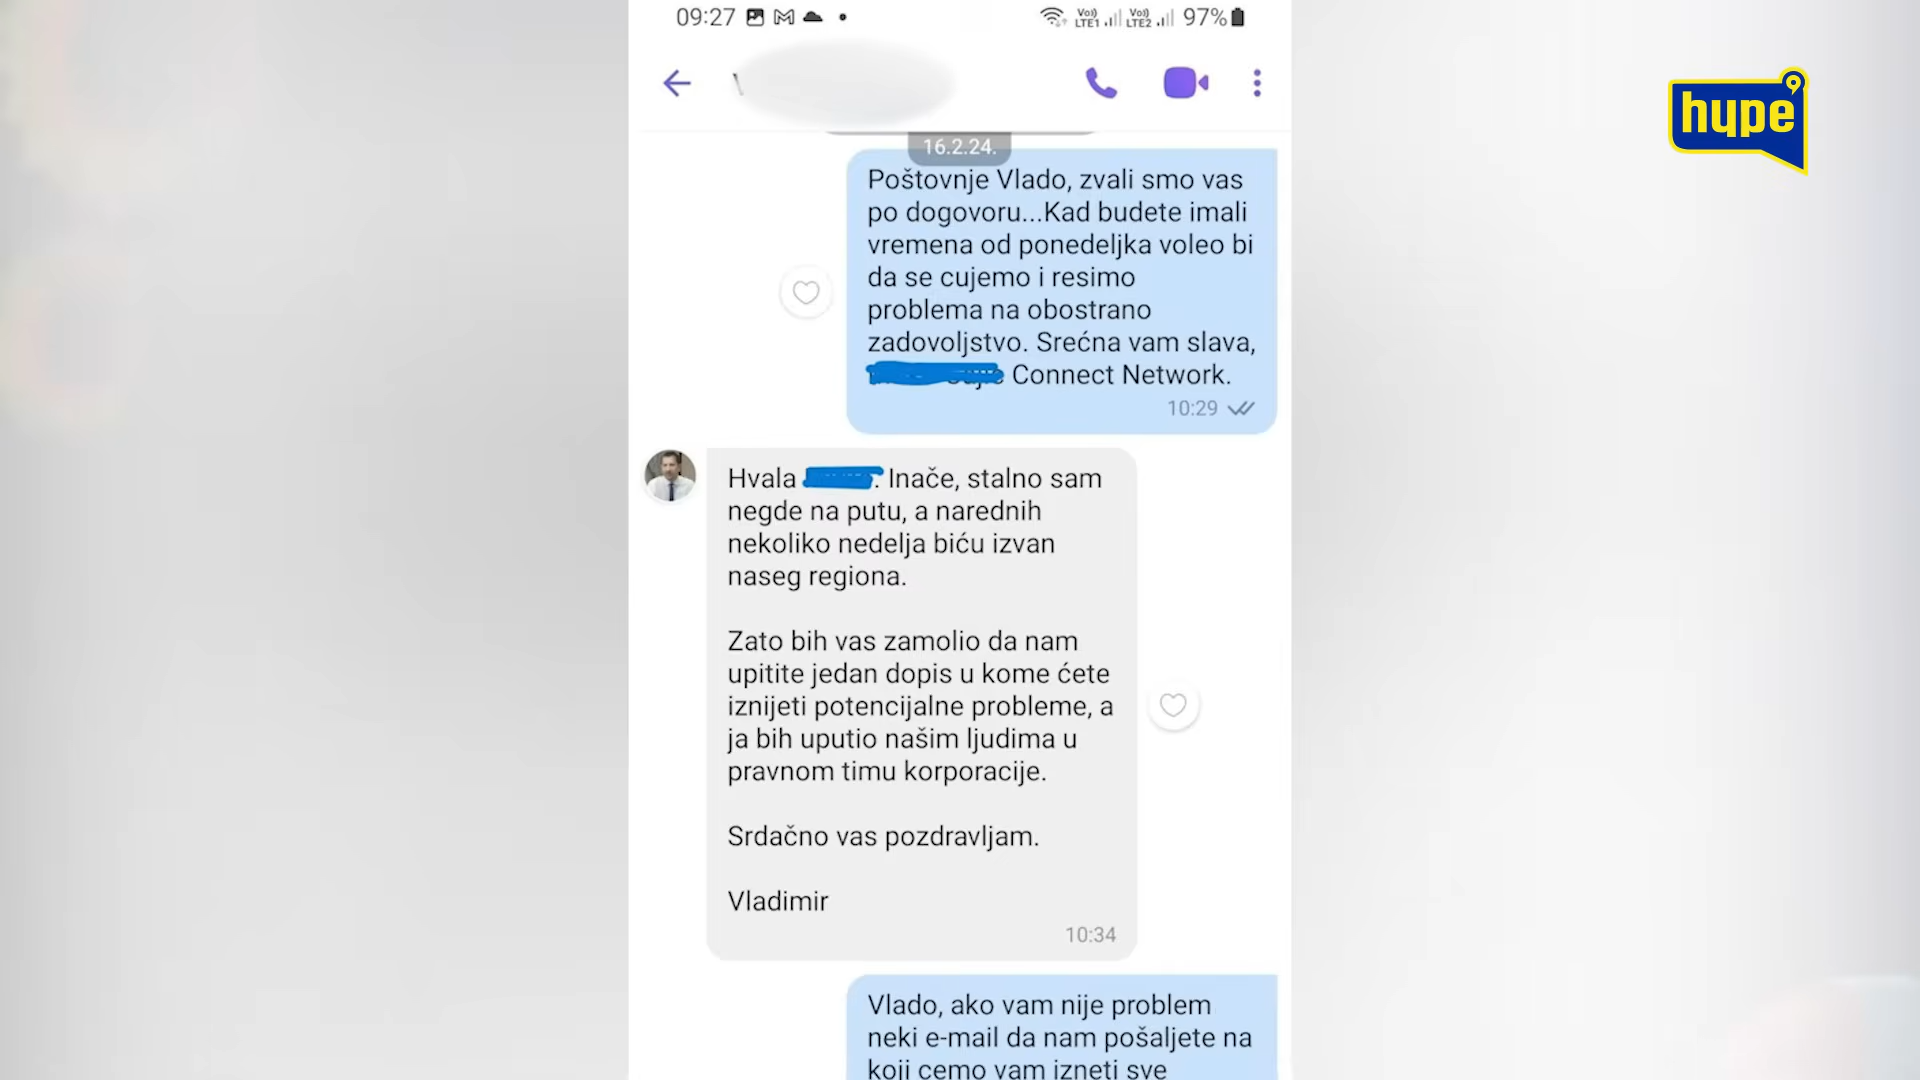 09:27
Vo)) LTE1 Vo)) LTE2 97%
hype
16.2.24.
Poštovnje Vlado, zvali smo vas
po dogovoru...Kad budete imali
vremena od ponedeljka voleo bi
da se cujemo i resimo
problema na obostrano
zadovoljstvo. Srećna vam slava,
Connect Network.
10:29
Hvala . Inače, stalno sam
negde na putu, a narednih
nekoliko nedelja biću izvan
naseg regiona.
Zato bih vas zamolio da nam
upitite jedan dopis u kome ćete
iznijeti potencijalne probleme, a
ja bih uputio našim ljudima u
pravnom timu korporacije.
Srdačno vas pozdravljam.
Vladimir
10:34
Vlado, ako vam nije problem
neki e-mail da nam pošaljete na
koji cemo vam izneti sve